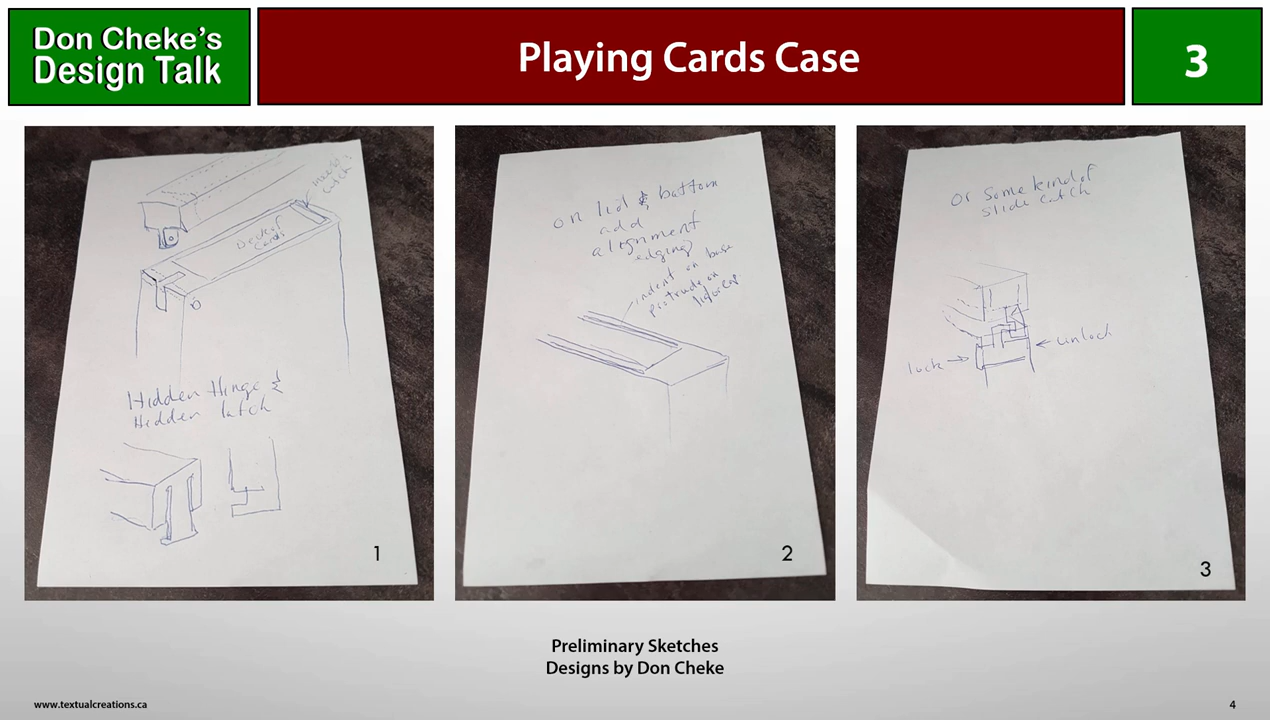 Don Cheke's
Design Talk
Playing Cards Case
3
catch
Deck of
Cards
Hidden Hinge &
Hidden latch
1
on lid & bottom
add
alignment
edging
indent on base
protrude on
2
Or some kind of
slide catch
lock
unlock
3
Preliminary Sketches
Designs by Don Cheke
www.textualcreations.ca
4